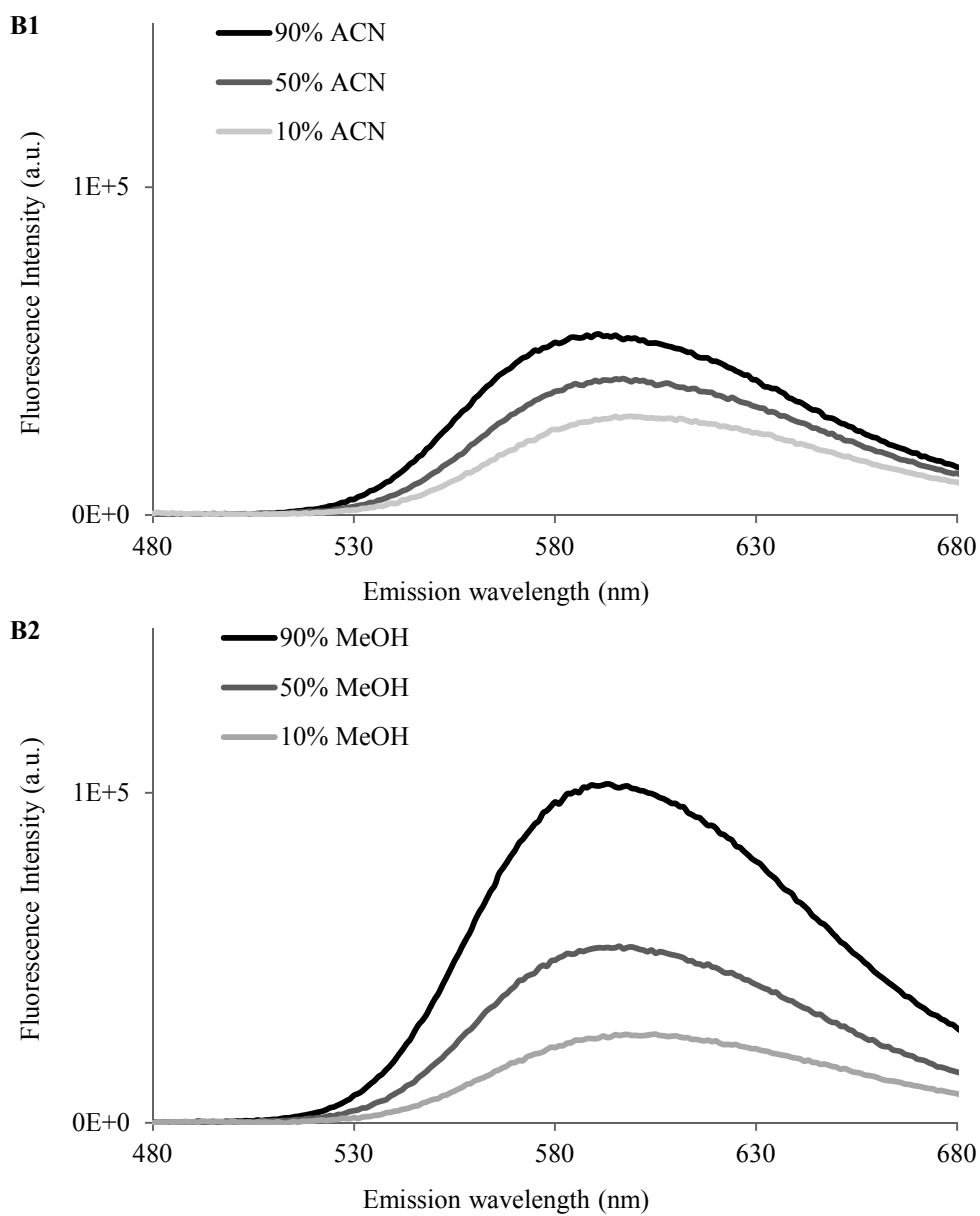 B1
90% ACN
50% ACN
10% ACN
Fluorescence Intensity (a.u.)
1E+5
0E+0
480 530 580 630 680
Emission wavelength (nm)
B2
90% MeOH
50% MeOH
10% MeOH
Fluorescence Intensity (a.u.)
1E+5
0E+0
480 530 580 630 680
Emission wavelength (nm)